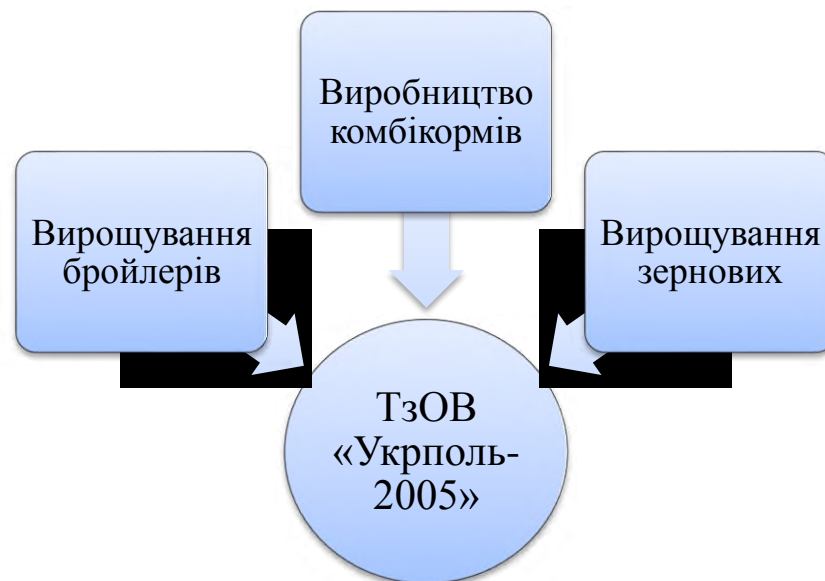 Виробництво
комбікормів
Вирощування
бройлерів
Вирощування
зернових
ТзОВ
«Укрполь-
2005»